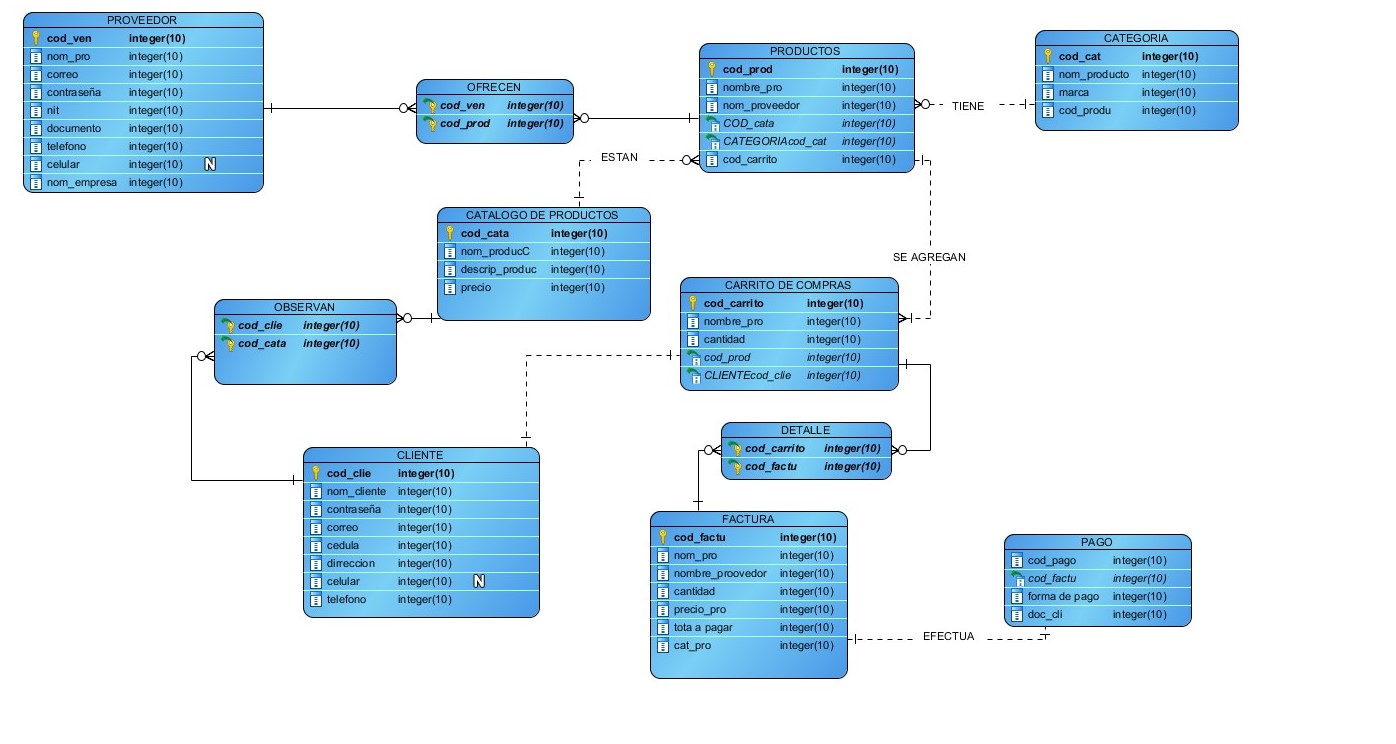 PROVEEDOR
cod_ven integer(10)
nom_pro integer(10)
correo integer(10)
contraseña integer(10)
nit integer(10)
documento integer(10)
telefono integer(10)
celular integer(10) N
nom_empresa integer(10)
OFRECEN
cod_ven integer(10)
cod_prod integer(10)
PRODUCTOS
cod_prod integer(10)
nombre_pro integer(10)
nom_proveedor integer(10)
COD_cata integer(10)
CATEGORIAcod_cat integer(10)
cod_carrito integer(10)
TIENE
CATEGORIA
cod_cat integer(10)
nom_producto integer(10)
marca integer(10)
cod_produ integer(10)
ESTAN
CATALOGO DE PRODUCTOS
cod_cata integer(10)
nom_producC integer(10)
descrip_produc integer(10)
precio integer(10)
SE AGREGAN
CARRITO DE COMPRAS
cod_carrito integer(10)
nombre_pro integer(10)
cantidad integer(10)
cod_prod integer(10)
CLIENTEcod_clie integer(10)
OBSERVAN
cod_clie integer(10)
cod_cata integer(10)
DETALLE
cod_carrito integer(10)
cod_factu integer(10)
CLIENTE
cod_clie integer(10)
nom_cliente integer(10)
contraseña integer(10)
correo integer(10)
cedula integer(10)
dirreccion integer(10)
celular integer(10) N
telefono integer(10)
FACTURA
cod_factu integer(10)
nom_pro integer(10)
nombre_proovedor integer(10)
cantidad integer(10)
precio_pro integer(10)
tota a pagar integer(10)
cat_pro integer(10)
EFECTUA
PAGO
cod_pago integer(10)
cod_factu integer(10)
forma de pago integer(10)
doc_cli integer(10)